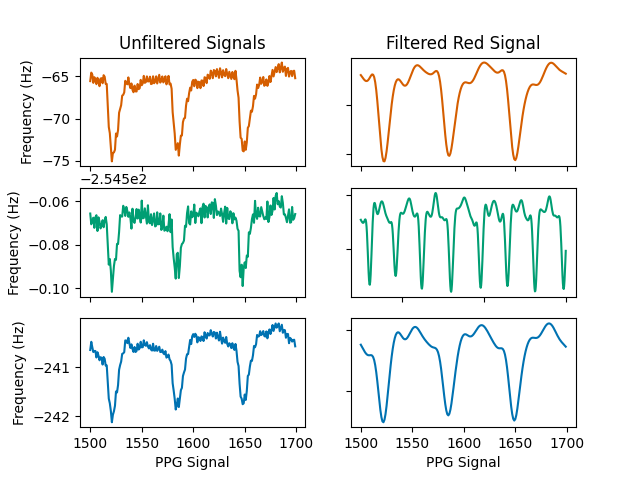 Unfiltered Signals
Filtered Red Signal
Frequency (Hz)
−65
−70
−75
−2.545e2
Frequency (Hz)
−0.06
−0.08
−0.10
Frequency (Hz)
−241
−242
1500 1550 1600 1650 1700
1500 1550 1600 1650 1700
PPG Signal
PPG Signal